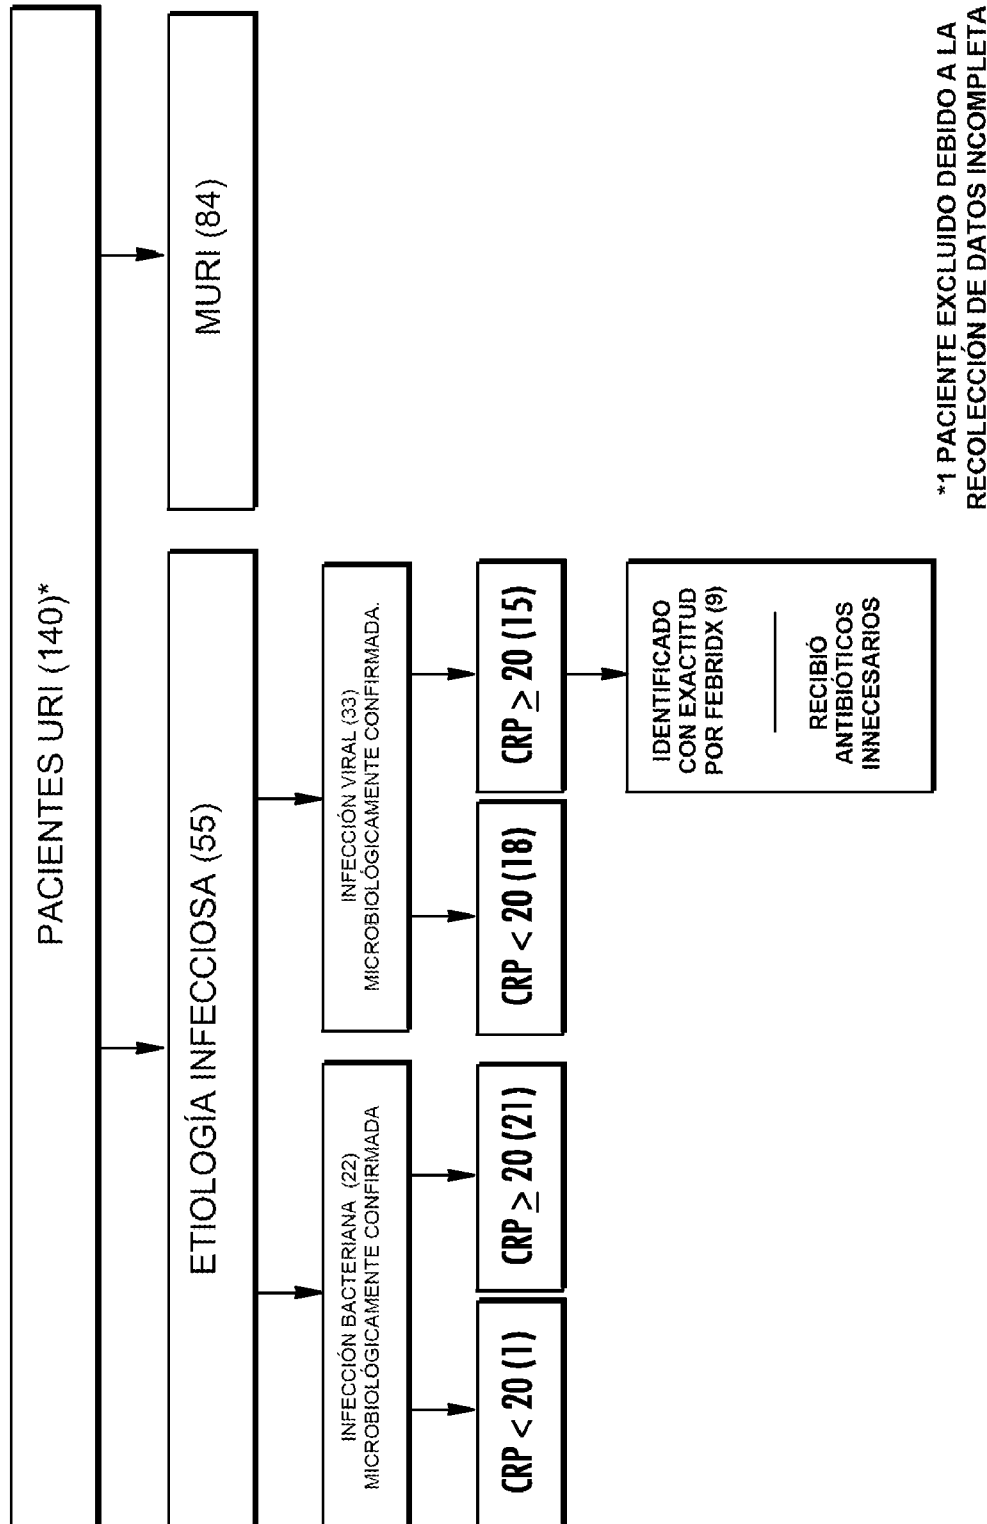 PACIENTES URI (140)*
ETIOLOGÍA INFECCIOSA (55)
MURI (84)
INFECCIÓN BACTERIANA (22)
MICROBIOLÓGICAMENTE CONFIRMADA
INFECCIÓN VIRAL (33)
MICROBIOLÓGICAMENTE CONFIRMADA.
CRP < 20 (1)
CRP ≥ 20 (21)
CRP < 20 (18)
CRP ≥ 20 (15)
IDENTIFICADO
CON EXACTITUD
POR FEBRIDX (9)
RECIBIÓ
ANTIBIÓTICOS
INNECESARIOS
*1 PACIENTE EXCLUIDO DEBIDO A LA
RECOLECCIÓN DE DATOS INCOMPLETA